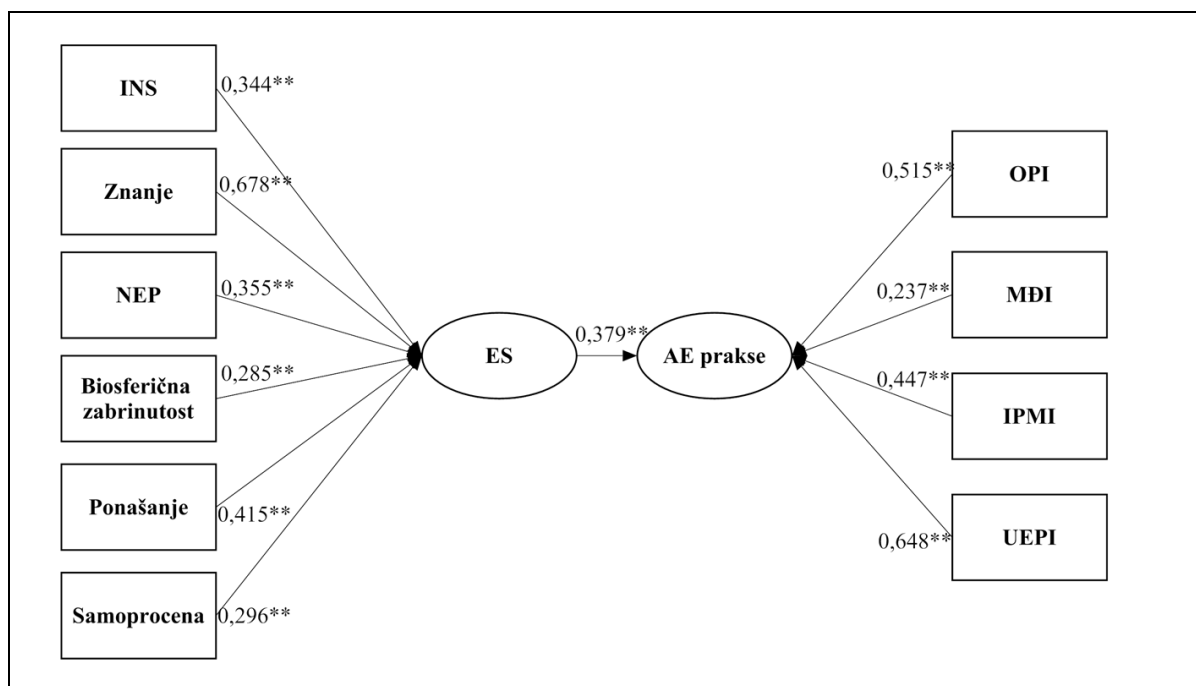 INS
0,344**
Znanje
0,678**
NEP
0,355**
Biosferična
zabrinutost
0,285**
Ponašanje
0,415**
Samoprocena
0,296**
ES
0,379**
AE prakse
OPI
0,515**
MĐI
0,237**
IPMI
0,447**
UEPI
0,648**